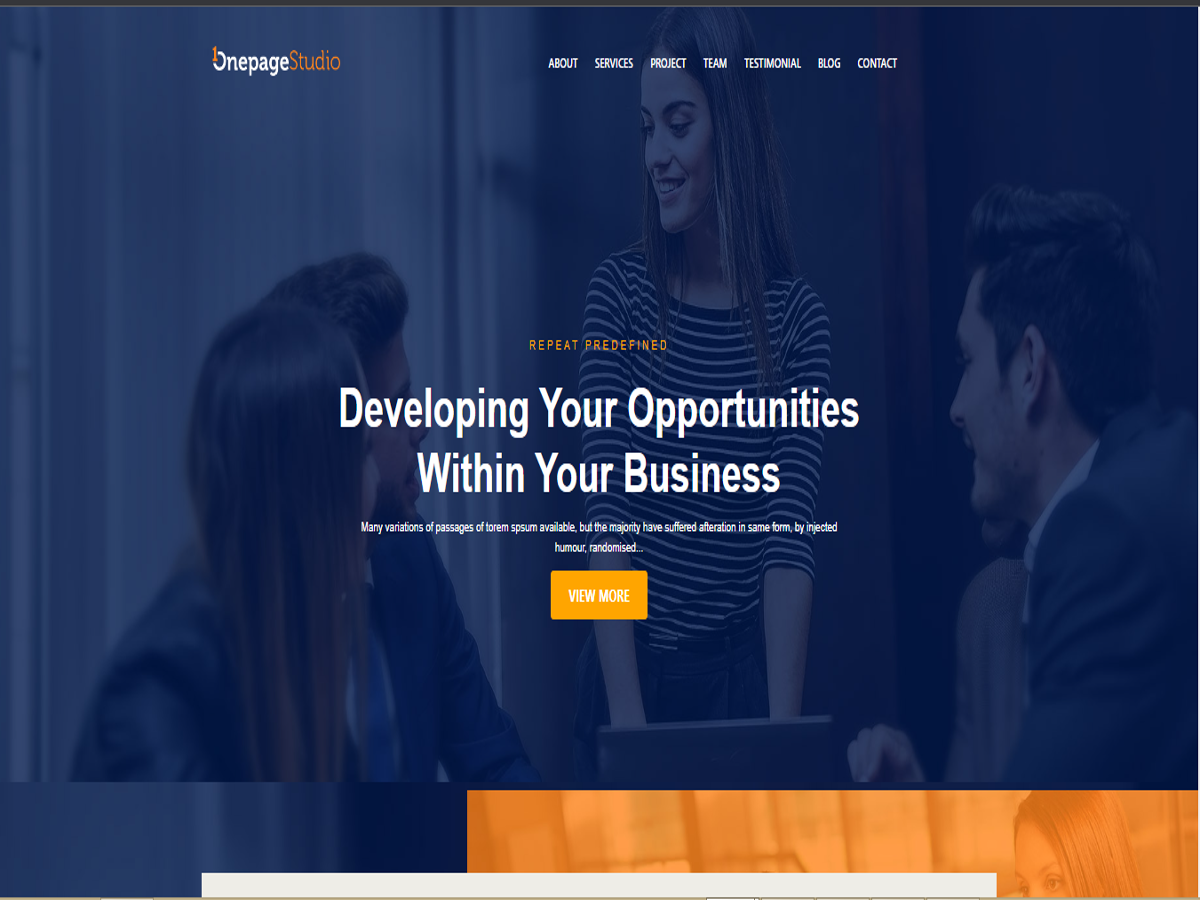 1OnepageStudio
ABOUT SERVICES PROJECT TEAM TESTIMONIAL BLOG CONTACT
REPEAT PREDEFINED
Developing Your Opportunities
Within Your Business
Many variations of passages of torem spsum available, but the majority have suffered afteration in same form, by injected
humour, randomised...
VIEW MORE